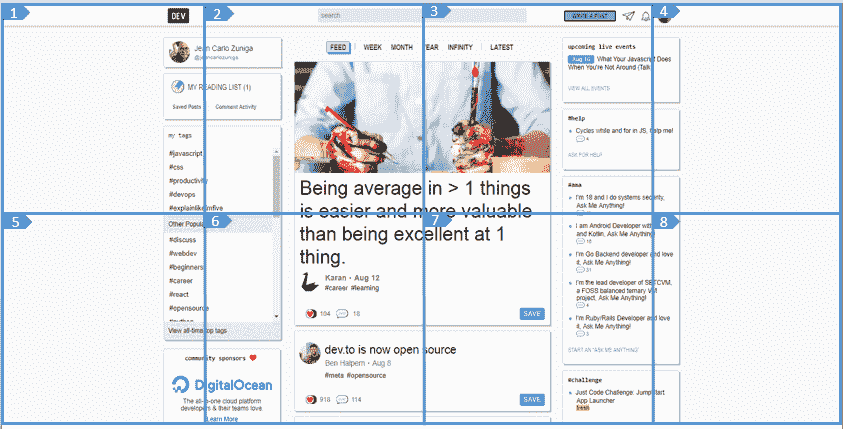 1
2
3
4
DEV
search
WRITE A POST
Jean Carlo Zuniga
@jeancarlozuniga
MY READING LIST (1)
Saved Posts Comment Activity
my tags
#javascript
#css
#productivity
#devops
#explainlikeimfive
Other Popular
#discuss
#webdev
#beginners
#career
#react
#opensource
#python
View all-time top tags
community sponsors ❤
DigitalOcean
The all-in-one cloud platform
developers & their teams love.
Learn More
FEED WEEK MONTH YEAR INFINITY LATEST
Being average in > 1 things
is easier and more valuable
than being excellent at 1
thing.
Karan • Aug 12
#career #learning
194 18 SAVE
dev.to is now open source
Ben Halpern • Aug 8
#meta #opensource
918 114 SAVE
upcoming live events
Aug 16 What Your Javascript Does
When You're Not Around (Talk
VIEW ALL EVENTS
#help
Cycles while and for in JS, help me!
4
ASK FOR HELP
#ama
I'm 18 and I do systems security,
Ask Me Anything!
I am Android Developer with
and Kotlin, Ask Me Anything!
16
I'm Go Backend developer and love
it, Ask Me Anything!
31
I'm the lead developer of SBTCVM,
a FOSS balanced ternary VM
project, Ask Me Anything!
4
I'm Ruby/Rails Developer and love
it, Ask Me Anything!
3
START AN "ASK ME ANYTHING"
#challenge
Just Code Challenge: Jump Start
App Launcher
5
6
7
8